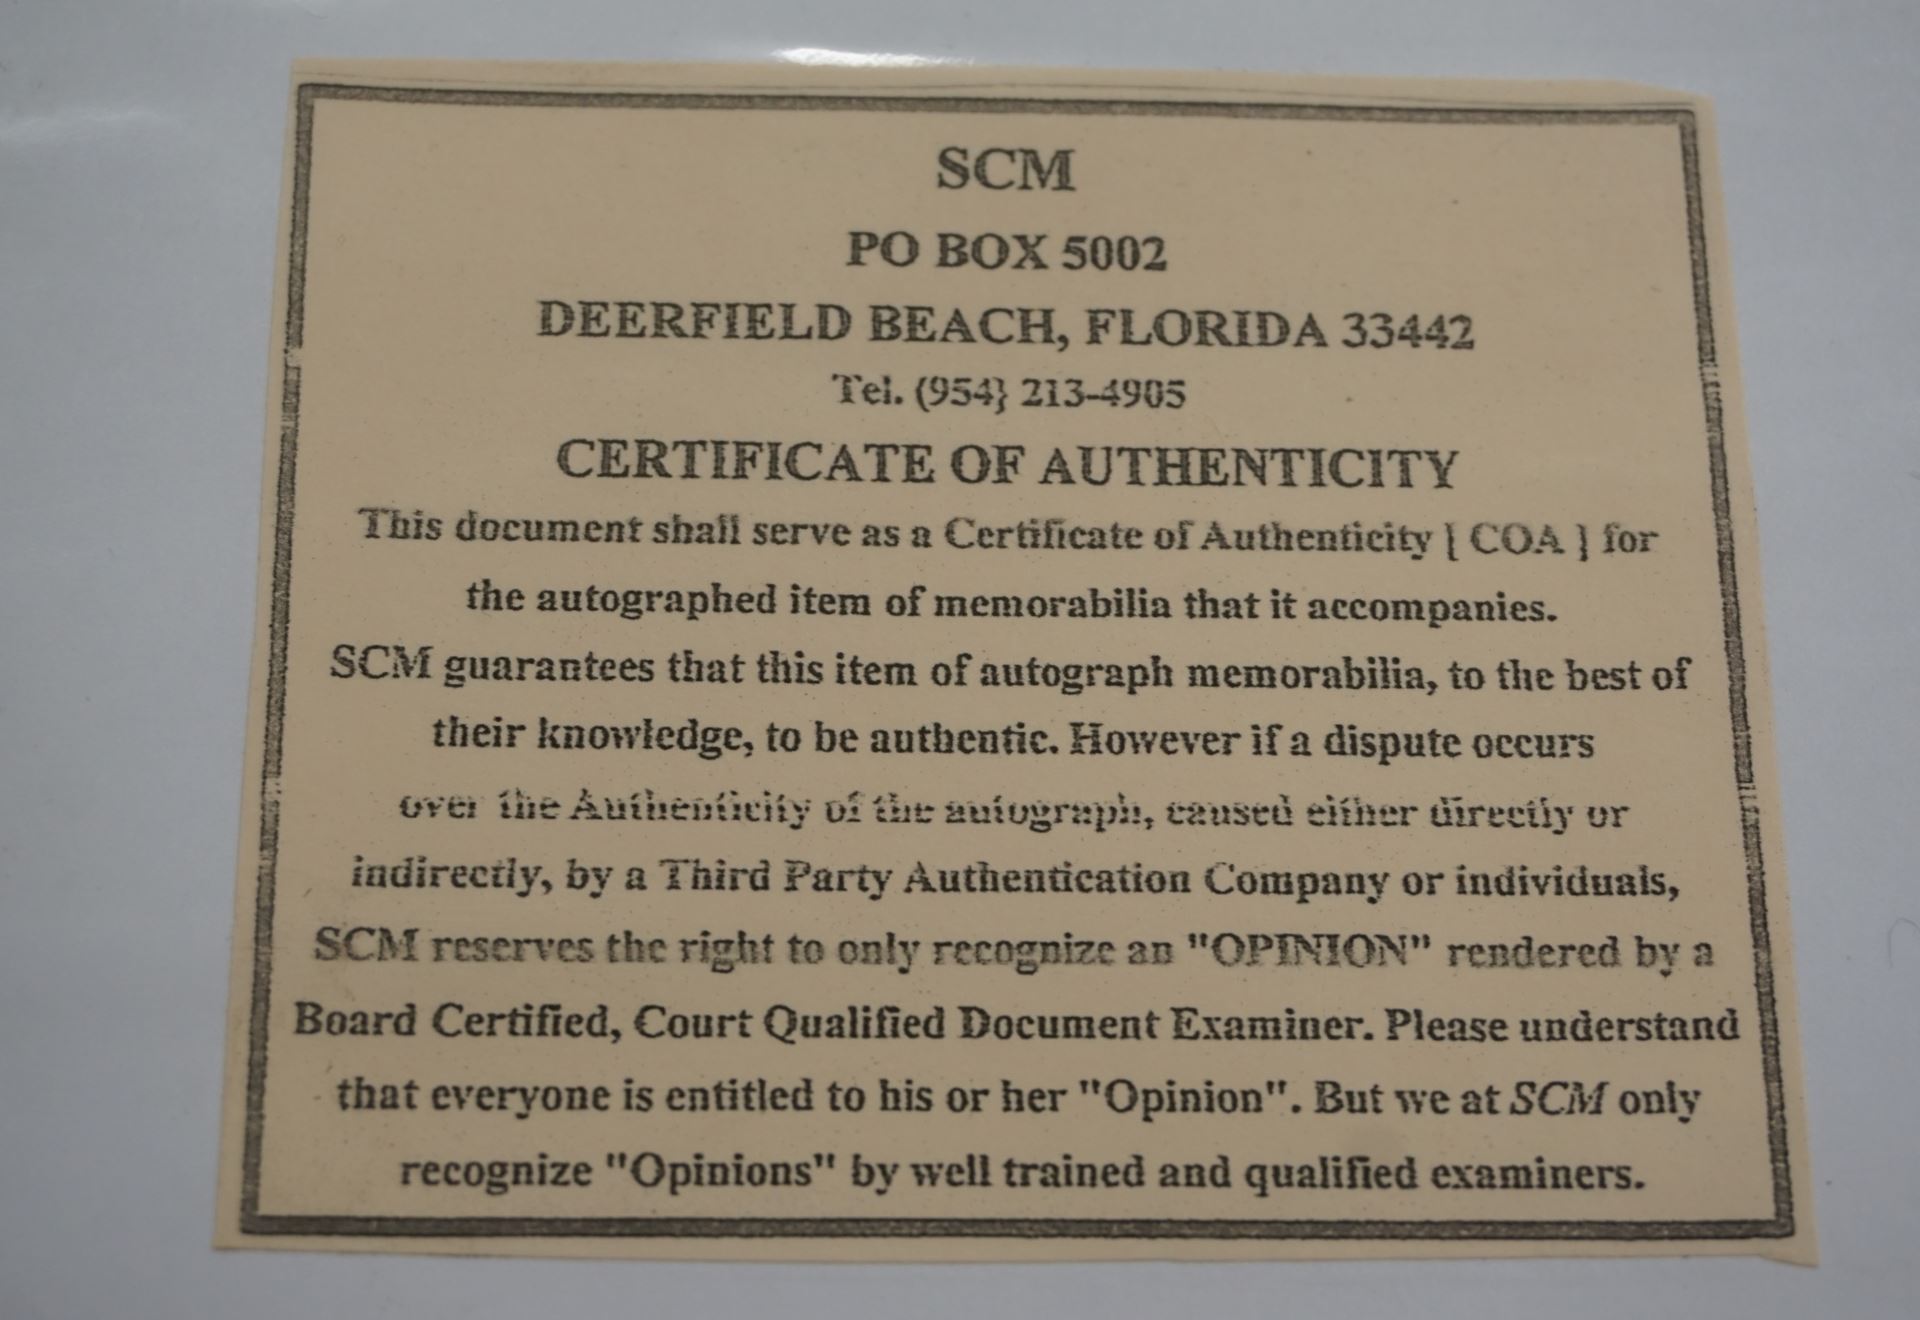 SCM
PO BOX 5002
DEERFIELD BEACH, FLORIDA 33442
Tel. (954} 213-4905
CERTIFICATE OF AUTHENTICITY
This document shall serve as a Certificate of Authenticity [ COA ] for
the autographed item of memorabilia that it accompanies.
SCM guarantees that this item of autograph memorabilia, to the best of
their knowledge, to be authentic. However if a dispute occurs
over the Authenticity of the autograph, caused either directly or
indirectly, by a Third Party Authentication Company or individuals,
SCM reserves the right to only recognize an "OPINION" rendered by a
Board Certified, Court Qualified Document Examiner. Please understand
that everyone is entitled to his or her "Opinion". But we at SCM only
recognize "Opinions" by well trained and qualified examiners.